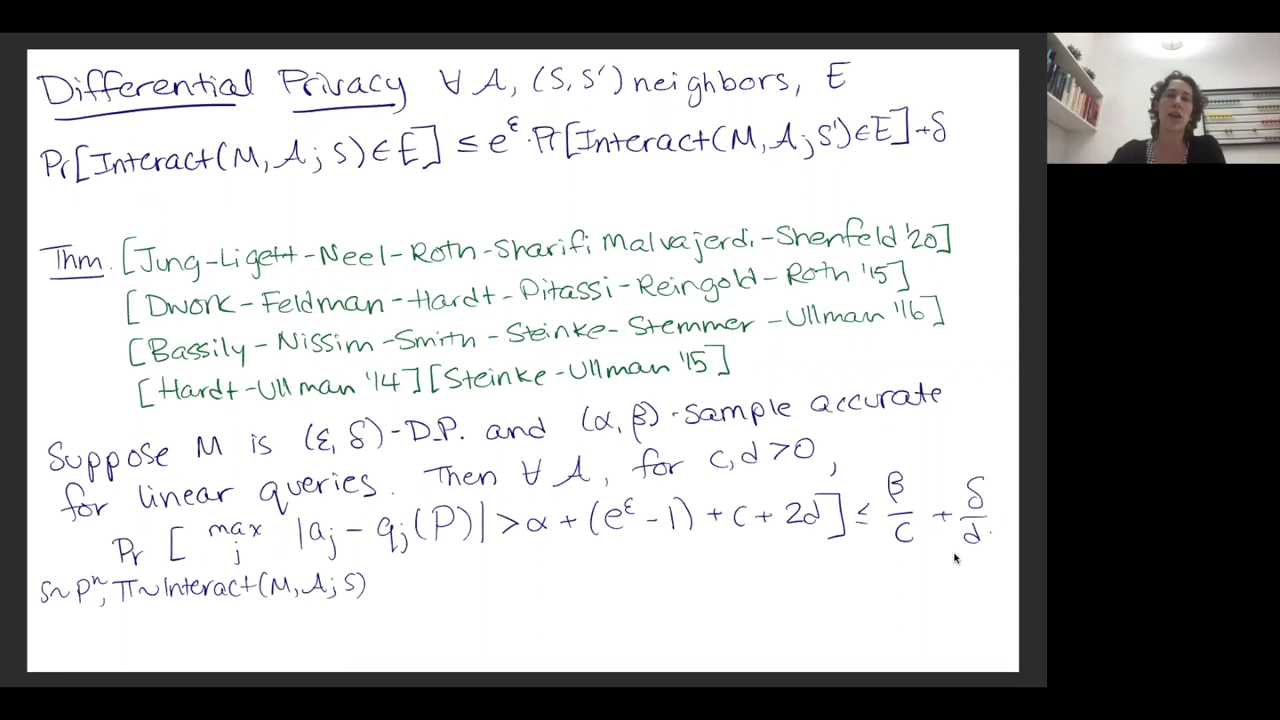 Differential Privacy ∀ A, (S, S') neighbors, E
Pr[Interact(M, A; S) ∈ E] ≤ e^ε · Pr[Interact(M, A; S') ∈ E] + δ
Thm. [Jung-Ligett-Neel-Roth-Sharifi Malvajerdi-Shenfeld '20]
[Dwork-Feldman-Hardt-Pitassi-Reingold-Roth '15]
[Bassily-Nissim-Smith-Steinke-Stemmer-Ullman '16]
[Hardt-Ullman '14][Steinke-Ullman '15]
Suppose M is (ε, δ)-D.P. and (α, β)-sample accurate
for linear queries. Then ∀ A, for c, d > 0,
Pr [ max_j |a_j - q_j(P)| > α + (e^ε - 1) + c + 2d ] ≤ β/c + δ/d.
S~P^n, Π~Interact(M, A; S)